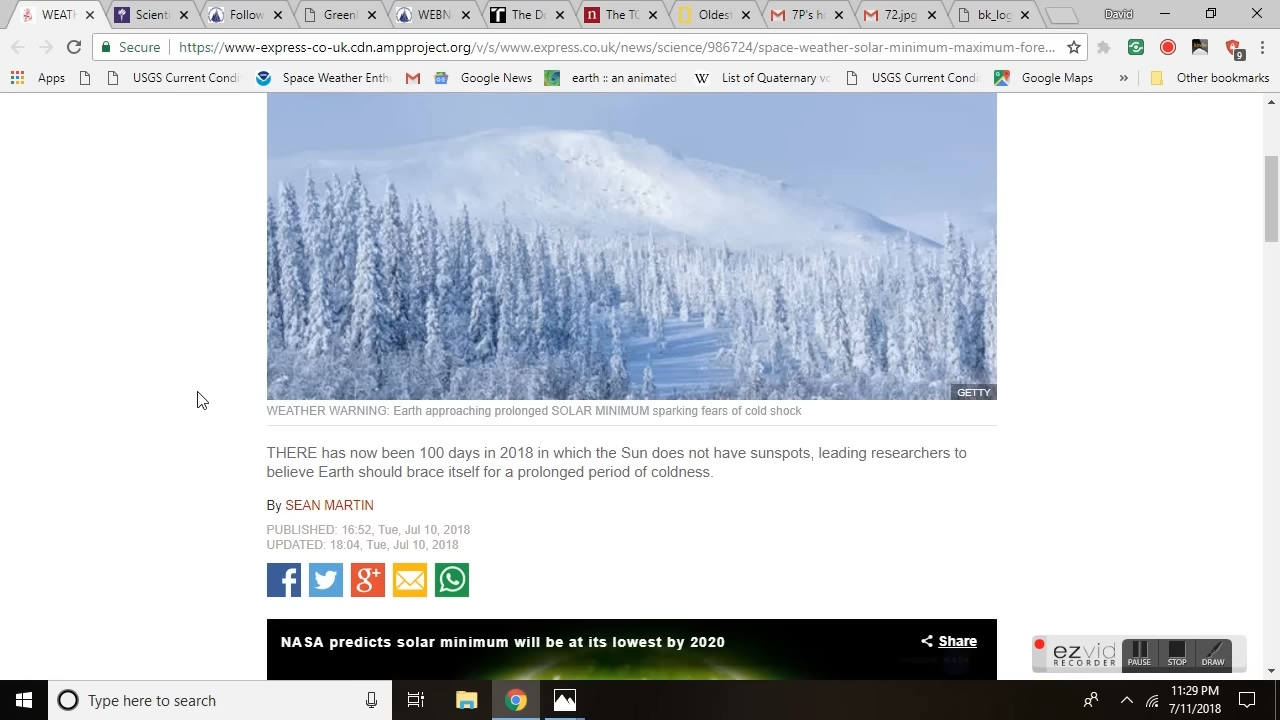 WEATH
Scienti
Follow
Greenl
WEBN
The Do
The TC
Oldest
7P's ho
72.jpg
bk_log
David
Secure
https://www-express-co-uk.cdn.ampproject.org/v/s/www.express.co.uk/news/science/986724/space-weather-solar-minimum-maximum-fore...
9
Apps
USGS Current Condi
Space Weather Enth
Google News
earth :: an animated
W
List of Quaternary vo
USGS Current Condi
Google Maps
»
Other bookmarks
GETTY
WEATHER WARNING: Earth approaching prolonged SOLAR MINIMUM sparking fears of cold shock
THERE has now been 100 days in 2018 in which the Sun does not have sunspots, leading researchers to
believe Earth should brace itself for a prolonged period of coldness.
By SEAN MARTIN
PUBLISHED: 16:52, Tue, Jul 10, 2018
UPDATED: 18:04, Tue, Jul 10, 2018
NASA predicts solar minimum will be at its lowest by 2020
Share
ezvid
RECORDER
PAUSE
STOP
DRAW
Type here to search
11:29 PM
7/11/2018